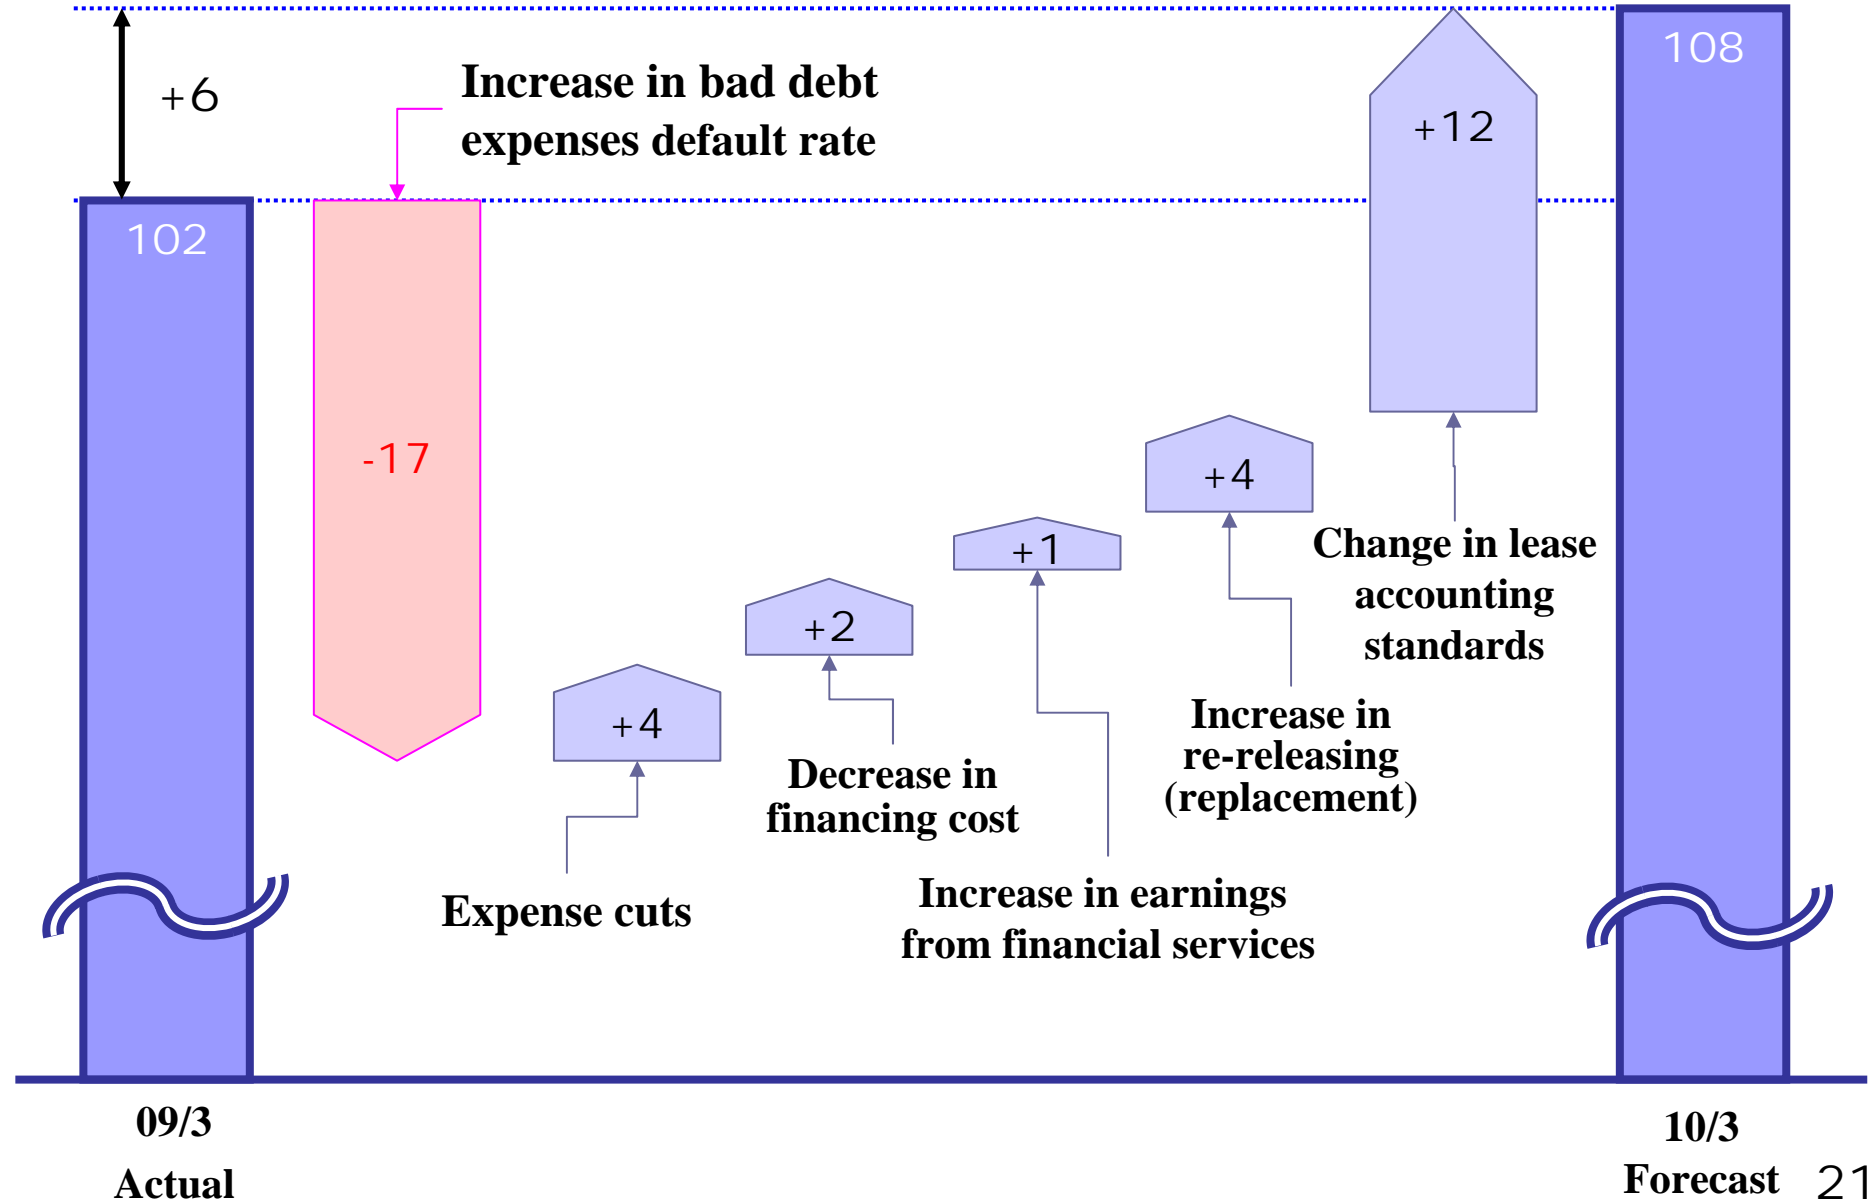 +6
Increase in bad debt
expenses default rate
102
108
+12
-17
+4
Expense cuts
+2
Decrease in
financing cost
+1
Increase in earnings
from financial services
+4
Increase in
re-releasing
(replacement)
Change in lease
accounting
standards
09/3
Actual
10/3
Forecast
21